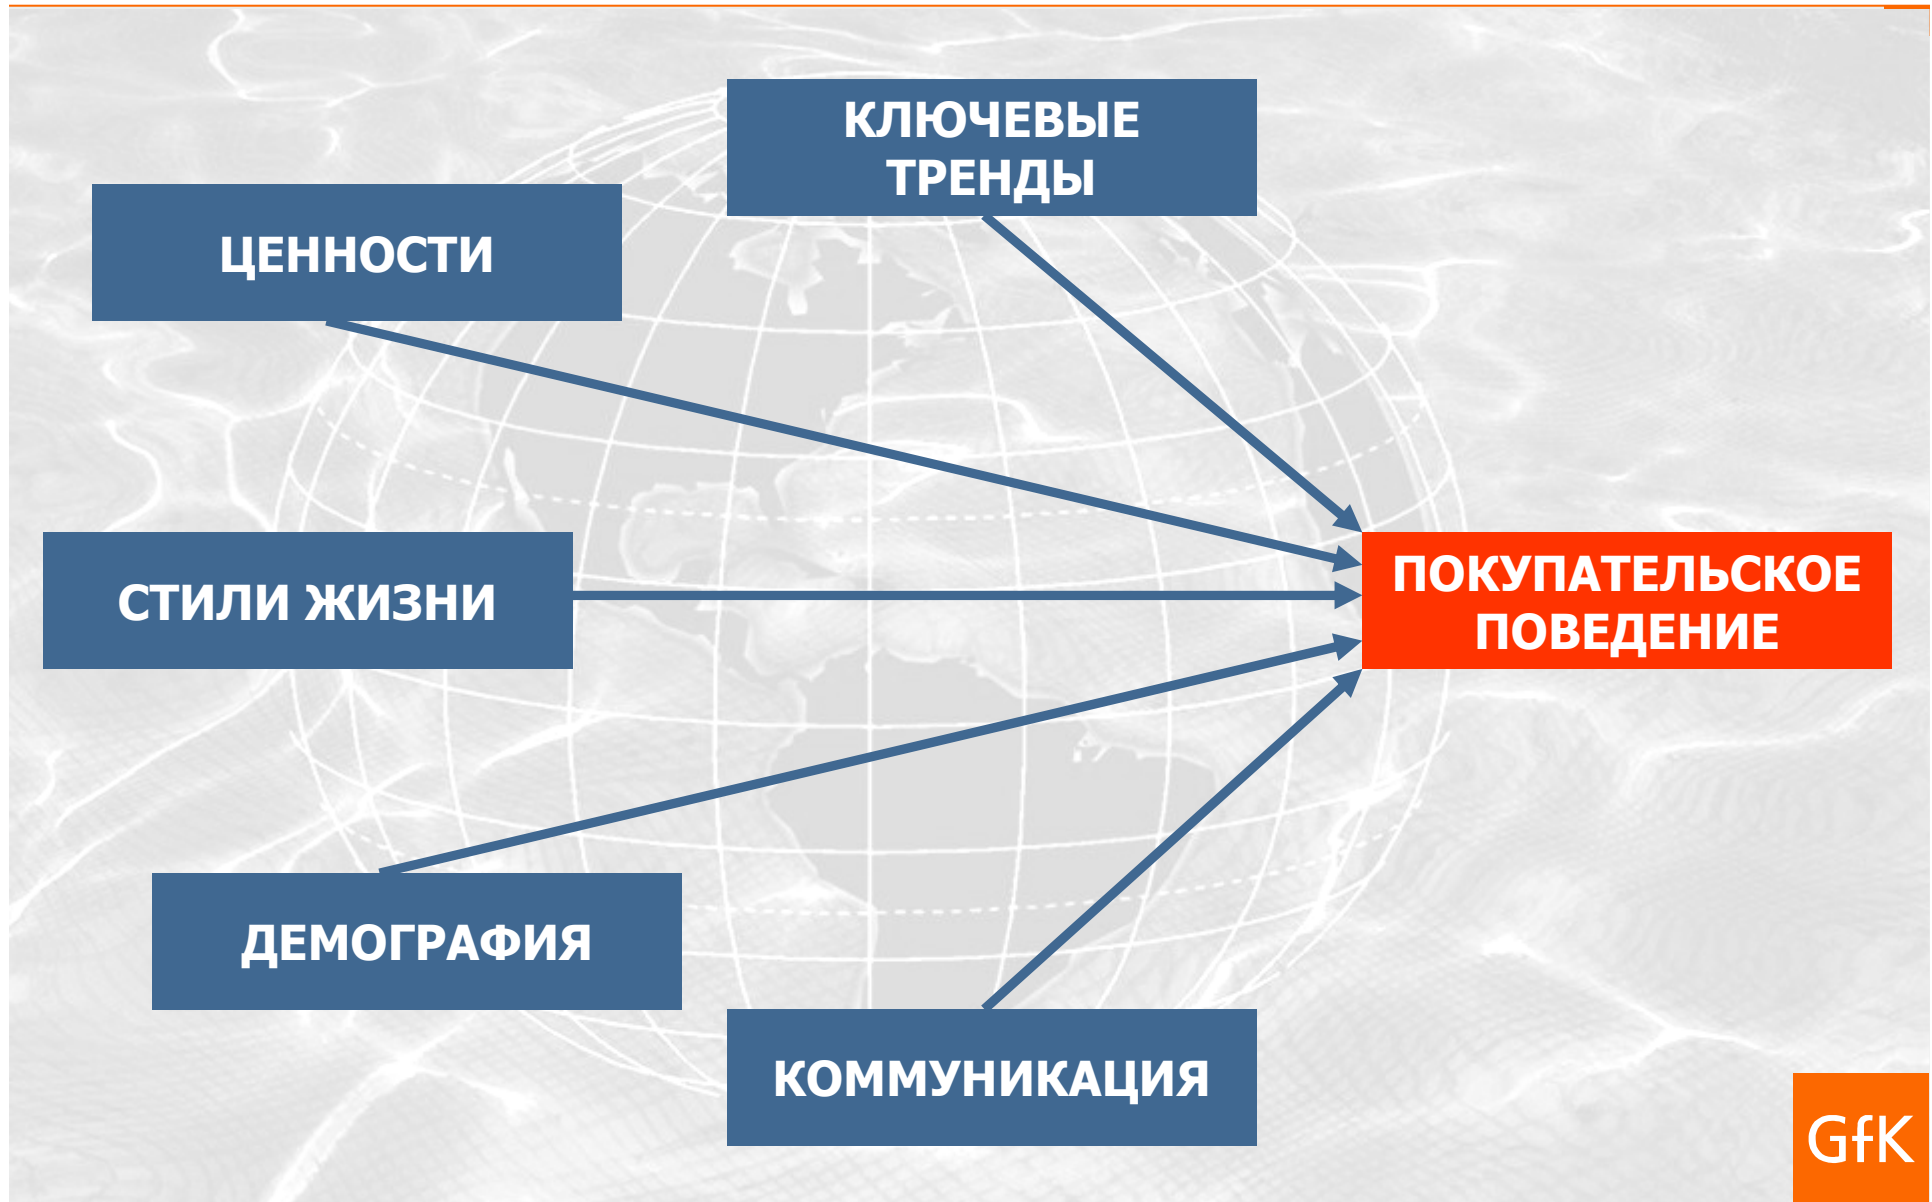 КЛЮЧЕВЫЕ
ТРЕНДЫ
ЦЕННОСТИ
СТИЛИ ЖИЗНИ
ПОКУПАТЕЛЬСКОЕ
ПОВЕДЕНИЕ
ДЕМОГРАФИЯ
КОММУНИКАЦИЯ
GfK